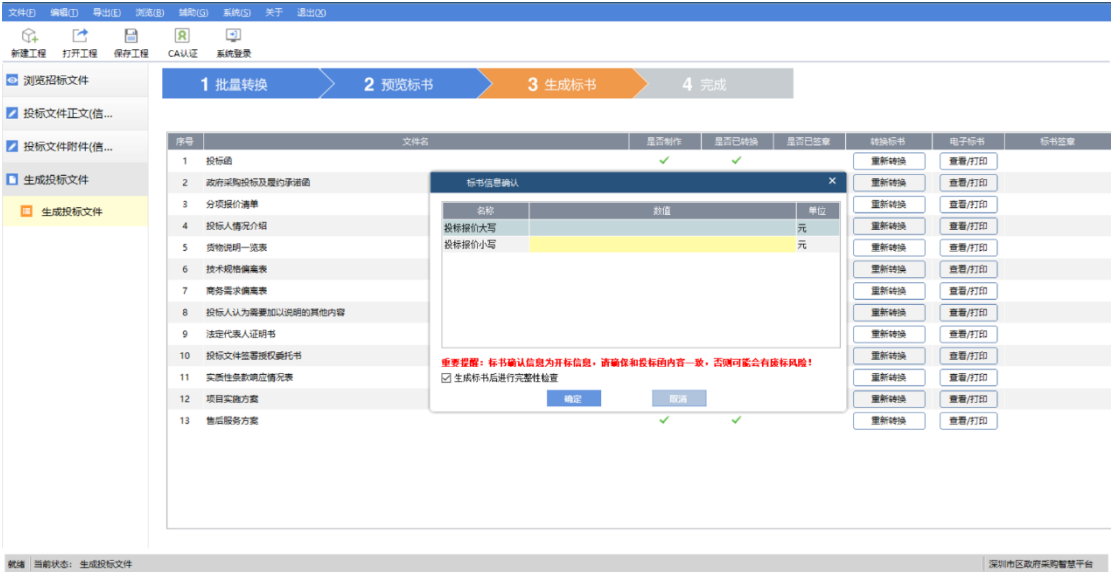 文件(F) 编辑(T) 导出(E) 浏览(B) 辅助(G) 系统(S) 关于 退出(X)
新建工程 打开工程 保存工程 CA认证 系统登录
浏览招标文件
投标文件正文(信...
投标文件附件(信...
生成投标文件
生成投标文件
1 批量转换 2 预览标书 3 生成标书 4 完成
序号 文件名 是否制作 是否已转换 是否已签章 转换标书 电子标书 标书签章
1 投标函 重新转换 查看/打印
2 政府采购投标及履约承诺函 重新转换 查看/打印
3 分项报价清单 重新转换 查看/打印
4 投标人情况介绍 重新转换 查看/打印
5 货物说明一览表 重新转换 查看/打印
6 技术规格偏离表 重新转换 查看/打印
7 商务需求偏离表 重新转换 查看/打印
8 投标人认为需要加以说明的其他内容 重新转换 查看/打印
9 法定代表人证明书 重新转换 查看/打印
10 投标文件签署授权委托书 重新转换 查看/打印
11 实质性条款响应情况表 重新转换 查看/打印
12 项目实施方案 重新转换 查看/打印
13 售后服务方案 重新转换 查看/打印
标书信息确认
名称 数值 单位
投标报价大写 元
投标报价小写 元
重要提醒：标书确认信息为开标信息，请确保和投标函内容一致，否则可能会有废标风险！
生成标书后进行完整性检查
确定 取消
就绪 当前状态: 生成投标文件 深圳市区政府采购智慧平台